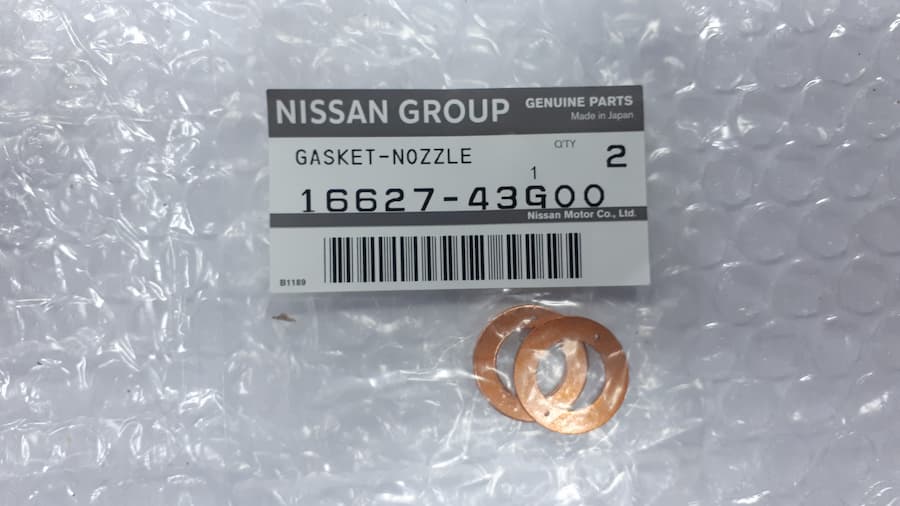 NISSAN GROUP GENUINE PARTS
Made in Japan
GASKET-NOZZLE Q'TY 2
1
16627-43G00
Nissan Motor Co., Ltd.
B1189